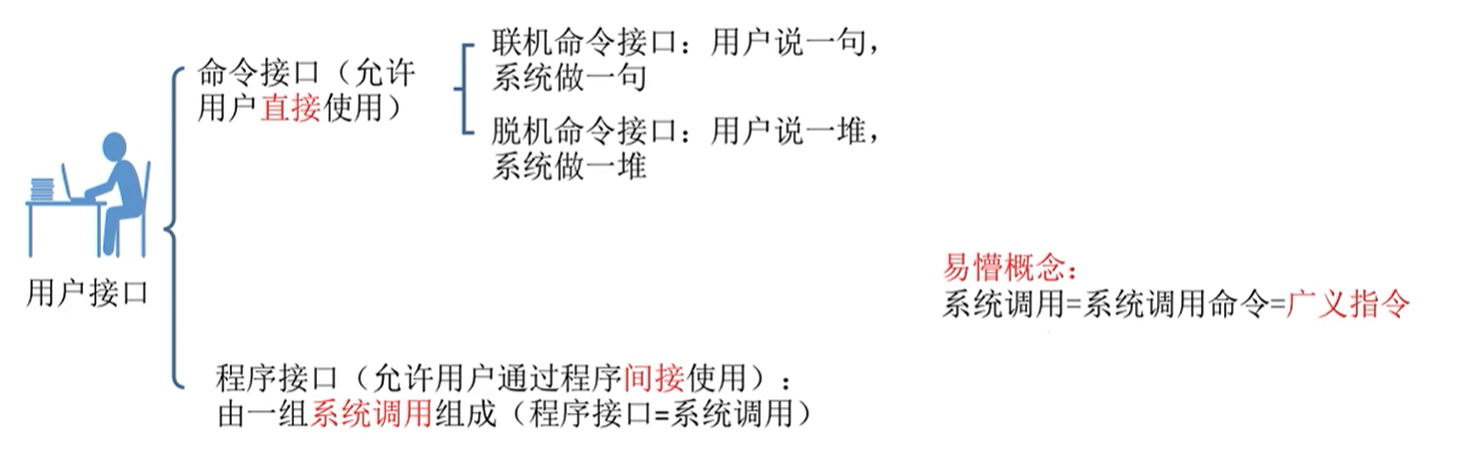 命令接口（允许
用户直接使用）
联机命令接口：用户说一句，
系统做一句
脱机命令接口：用户说一堆，
系统做一堆
用户接口
易懵概念：
系统调用=系统调用命令=广义指令
程序接口（允许用户通过程序间接使用）：
由一组系统调用组成（程序接口=系统调用）